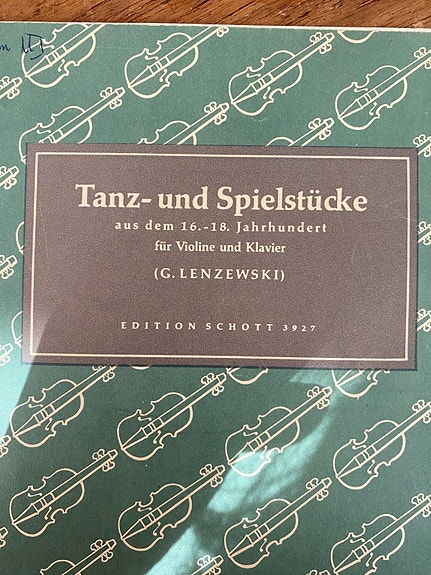 Tanz- und Spielstücke
aus dem 16.-18. Jahrhundert
für Violine und Klavier
(G. LENZEWSKI)
EDITION SCHOTT 3927